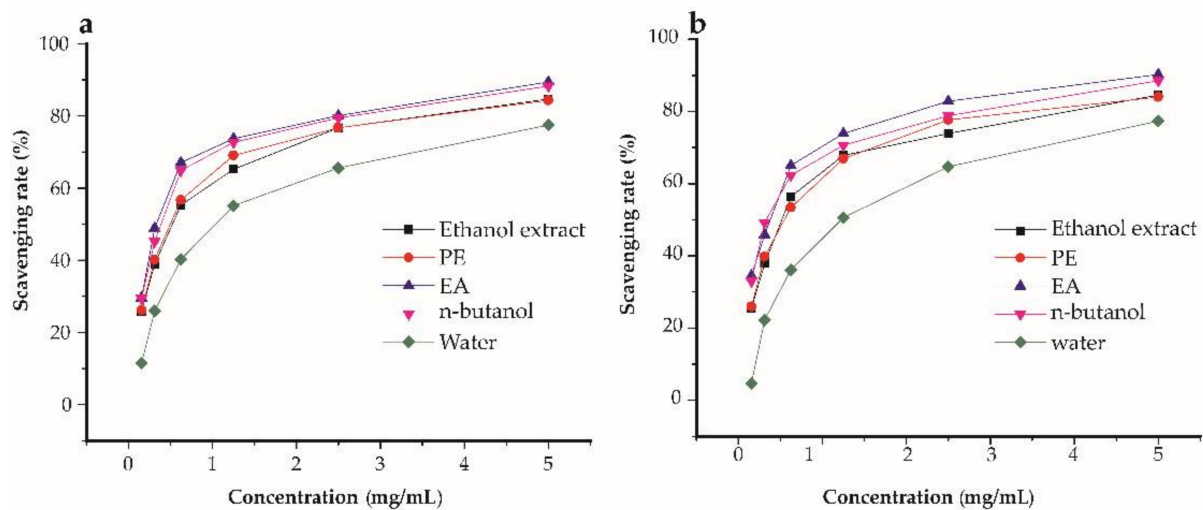 a
Scavenging rate (%)
100
80
60
40
20
0
Ethanol extract
PE
EA
n-butanol
Water
0 1 2 3 4 5
Concentration (mg/mL)
b
Scavenging rate (%)
100
80
60
40
20
0
Ethanol extract
PE
EA
n-butanol
water
0 1 2 3 4 5
Concentration (mg/mL)